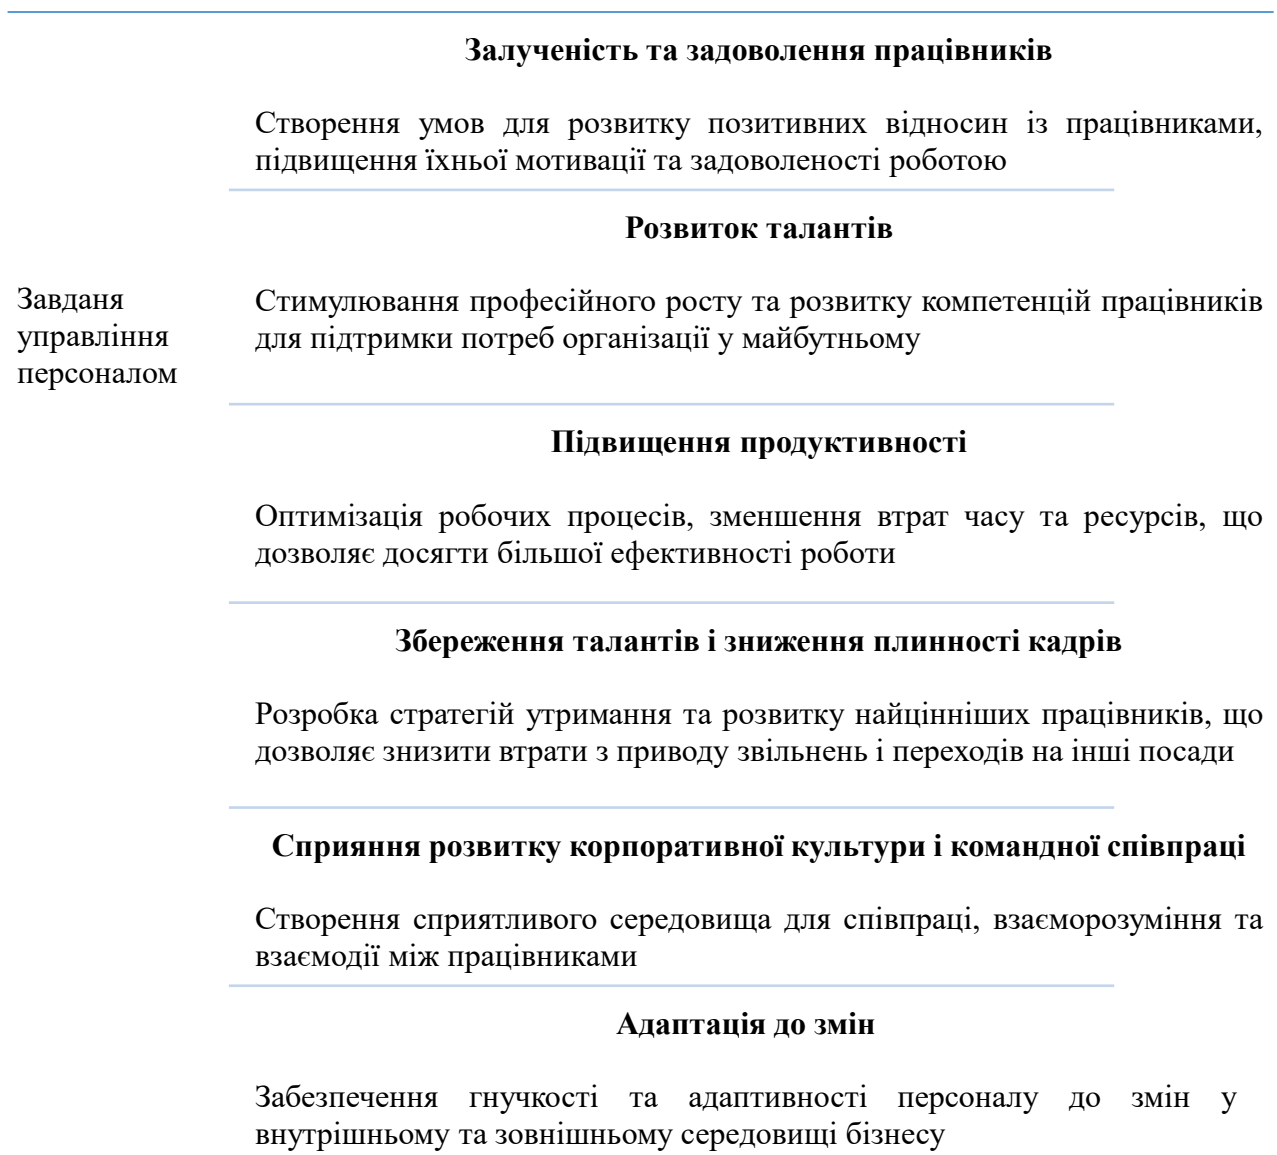 Залученість та задоволення працівників
Створення умов для розвитку позитивних відносин із працівниками,
підвищення їхньої мотивації та задоволеності роботою
Розвиток талантів
Завданя
управління
персоналом
Стимулювання професійного росту та розвитку компетенцій працівників
для підтримки потреб організації у майбутньому
Підвищення продуктивності
Оптимізація робочих процесів, зменшення втрат часу та ресурсів, що
дозволяє досягти більшої ефективності роботи
Збереження талантів і зниження плинності кадрів
Розробка стратегій утримання та розвитку найцінніших працівників, що
дозволяє знизити втрати з приводу звільнень і переходів на інші посади
Сприяння розвитку корпоративної культури і командної співпраці
Створення сприятливого середовища для співпраці, взаєморозуміння та
взаємодії між працівниками
Адаптація до змін
Забезпечення гнучкості та адаптивності персоналу до змін у
внутрішньому та зовнішньому середовищі бізнесу